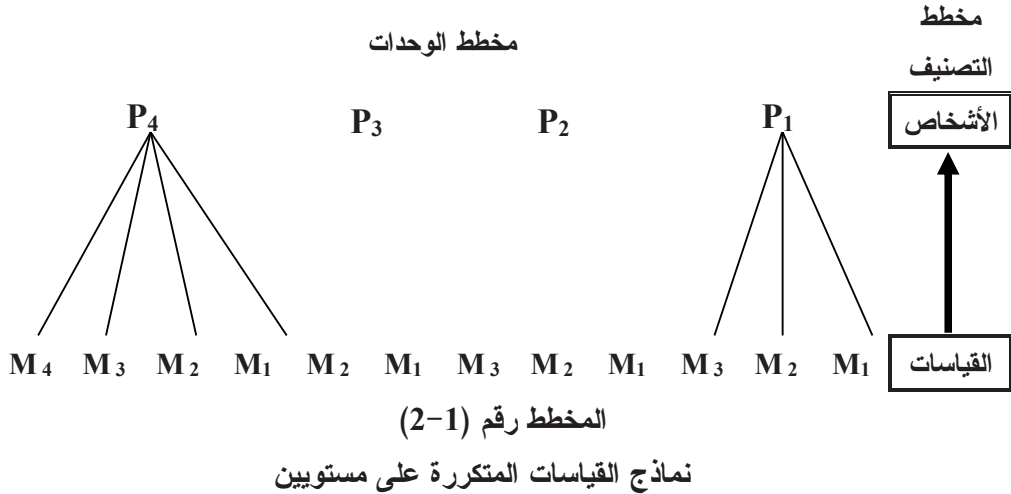 مخطط
التصنيف
مخطط الوحدات
الأشخاص P₁ P₂ P₃ P₄
القياسات M₁ M₂ M₃ M₁ M₂ M₃ M₁ M₂ M₁ M₂ M₃ M₄
المخطط رقم (1-2)
نماذج القياسات المتكررة على مستويين